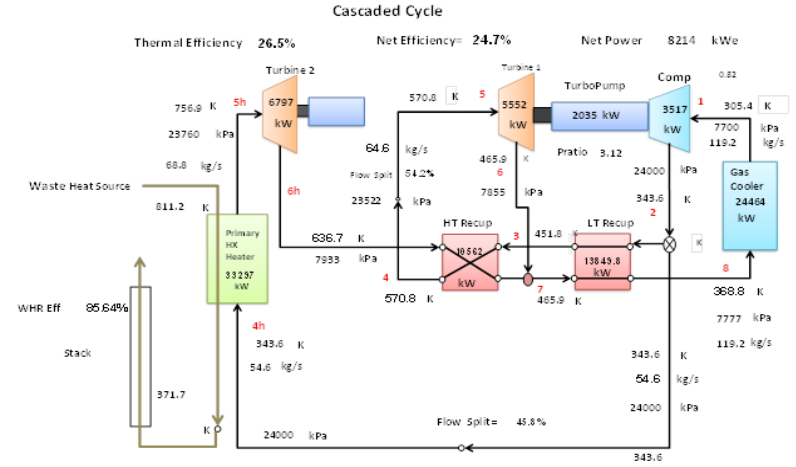 Cascaded Cycle
Thermal Efficiency 26.5% Net Efficiency= 24.7% Net Power 8214 kWe
Turbine 2
Turbine 1
TurboPump
Comp
0.82
756.9 K
5h
6797
kW
570.8 K
5
5552
kW
2035 kW
3517
kW
1
305.4 K
23760 kPa
7700 kPa
119.2 kg/s
68.8 kg/s
64.6 kg/s
465.9 K
6
Pratio 3.12
24000 kPa
Gas
Cooler
24464
kW
Flow Split 54.2%
7855 kPa
Waste Heat Source
6h
23522 kPa
343.6 K
2
811.2 K
HT Recup
LT Recup
Primary
HX
Heater
33297
kW
636.7 K
7933 kPa
10562
kW
3
451.8 K
13849.8
kW
K
4
570.8 K
7
465.9 K
8
368.8 K
WHR Eff 85.64%
4h
7777 kPa
343.6 K
119.2 kg/s
Stack
54.6 kg/s
343.6 K
54.6 kg/s
371.7
24000 kPa
K
Flow Split= 45.8%
24000 kPa
343.6